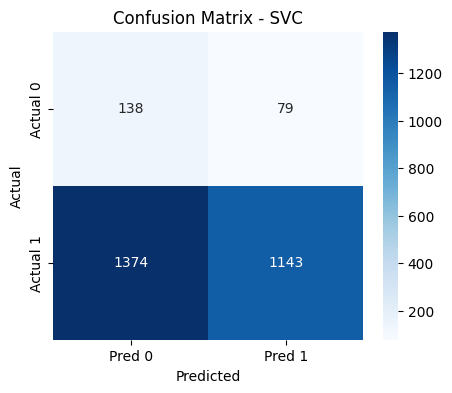 Confusion Matrix - SVC
Actual
Actual 0
138 79
Actual 1
1374 1143
Pred 0 Pred 1
Predicted
1200
1000
800
600
400
200